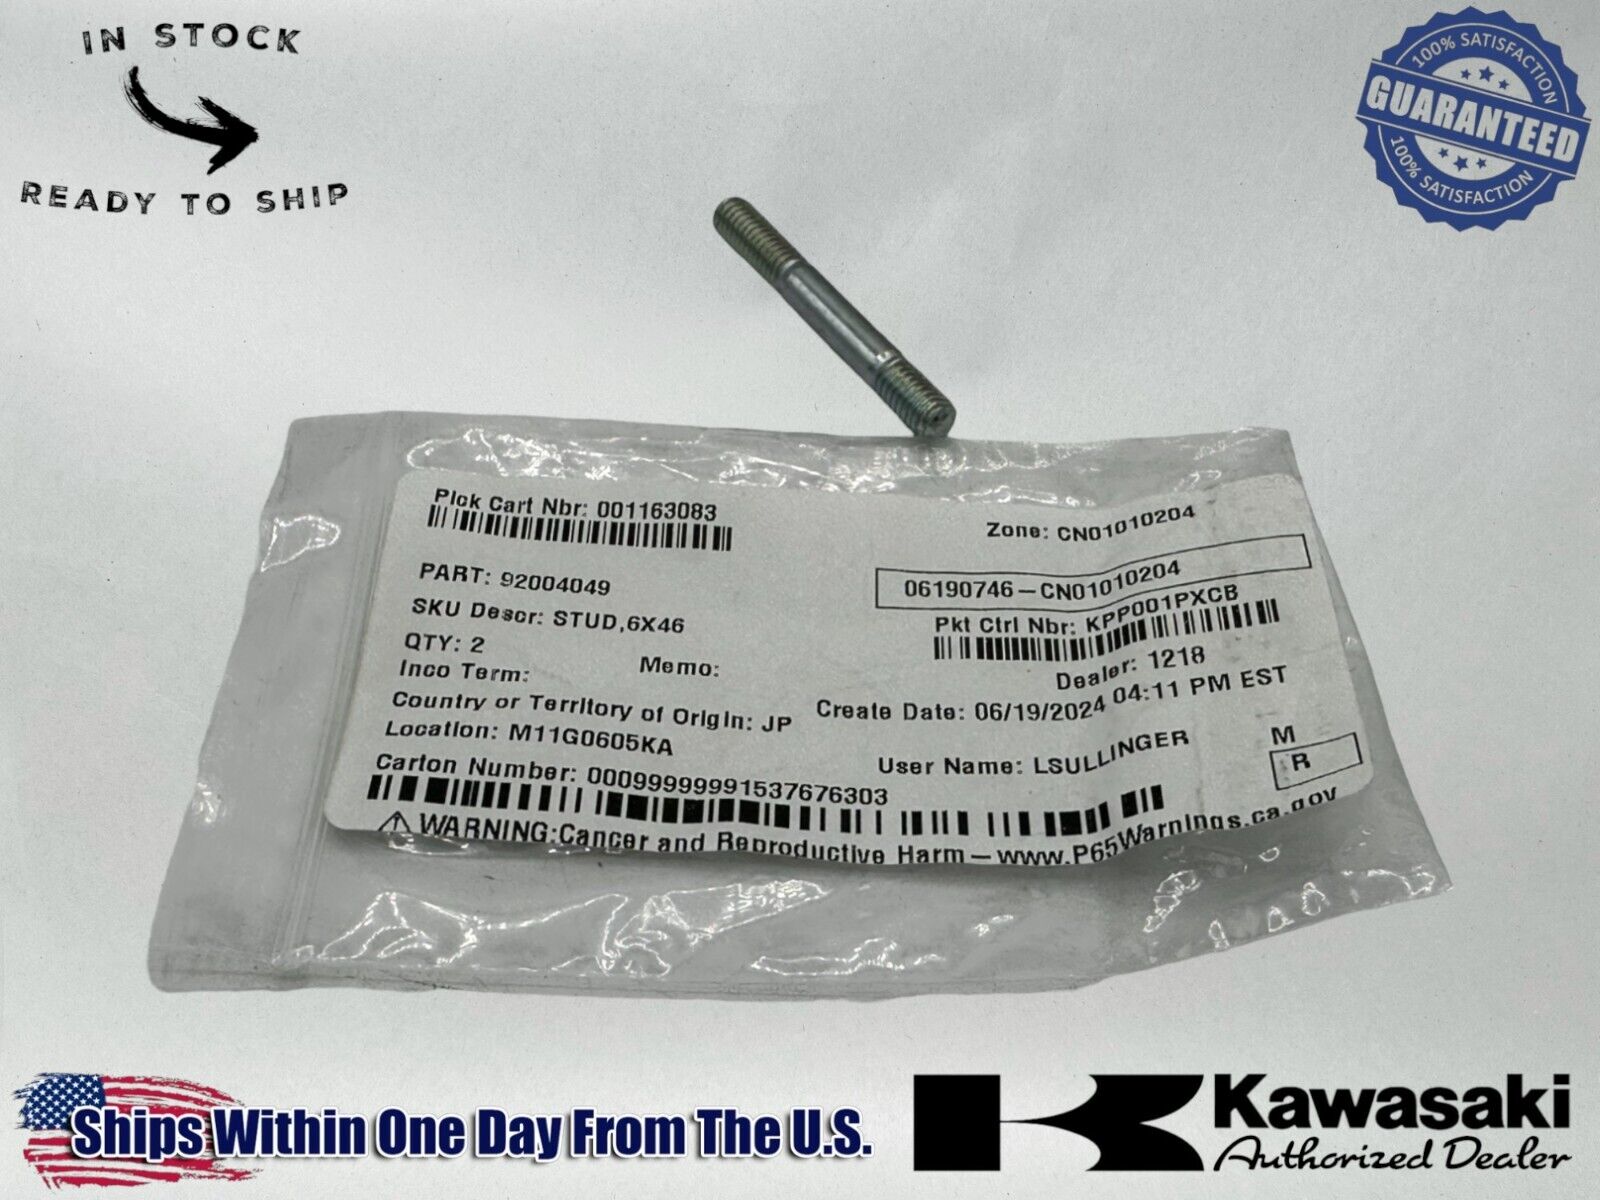 IN STOCK
READY TO SHIP
100% SATISFACTION
GUARANTEED
100% SATISFACTION
Pick Cart Nbr: 001163083
Zone: CN01010204
06190746-CN01010204
PART: 92004049
SKU Descr: STUD,6X46
Pkt Ctrl Nbr: KPP001PXCB
QTY: 2
Memo:
Dealer: 1218
Inco Term:
Country or Territory of Origin: JP
Create Date: 06/19/2024 04:11 PM EST
Location: M11G0605KA
User Name: LSULLINGER
M
R
Carton Number: 00099999991537676303
⚠ WARNING:Cancer and Reproductive Harm-www.P65Warnings.ca.gov
Ships Within One Day From The U.S.
Kawasaki
Authorized Dealer